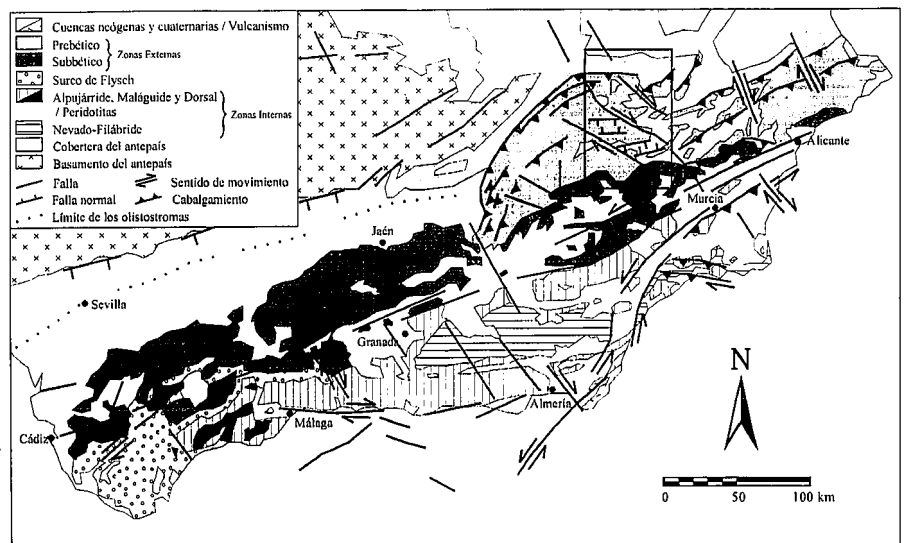 Cuencas neógenas y cuaternarias / Vulcanismo
Prebético
Subbético
Zonas Externas
Surco de Flysch
Alpujárride, Maláguide y Dorsal
/ Peridotitas
Zonas Internas
Nevado-Filábride
Cobertera del antepaís
Basamento del antepaís
Falla
Sentido de movimiento
Falla normal
Cabalgamiento
Límite de los olistostromas
Alicante
Murcia
Jaén
Sevilla
Granada
Almería
Málaga
Cádiz
N
0 50 100 km